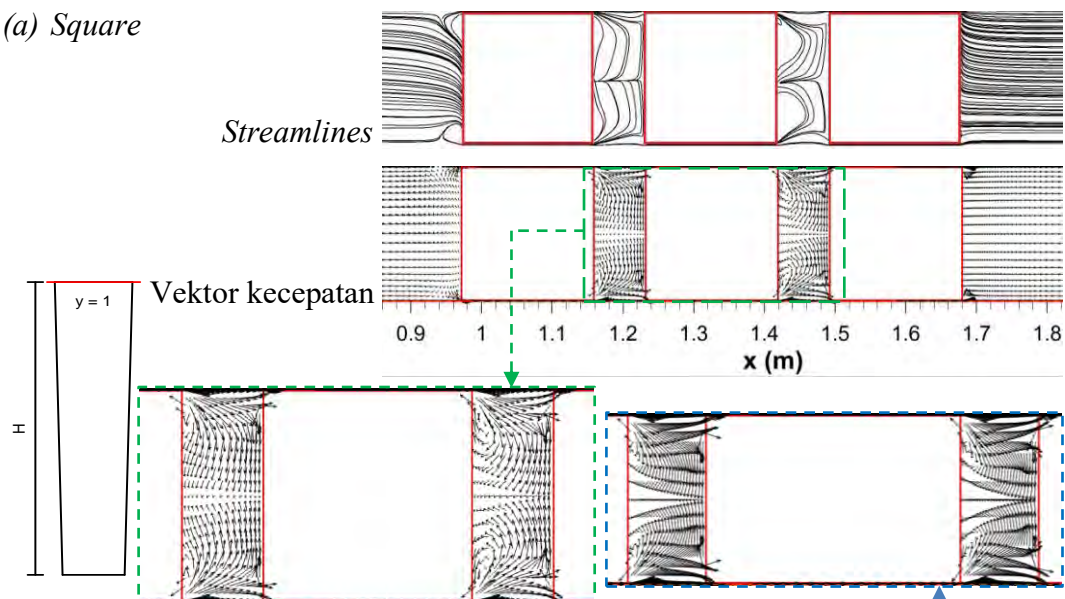 (a) Square
Streamlines
Vektor kecepatan
y = 1
H
0.9 1 1.1 1.2 1.3 1.4 1.5 1.6 1.7 1.8
x (m)